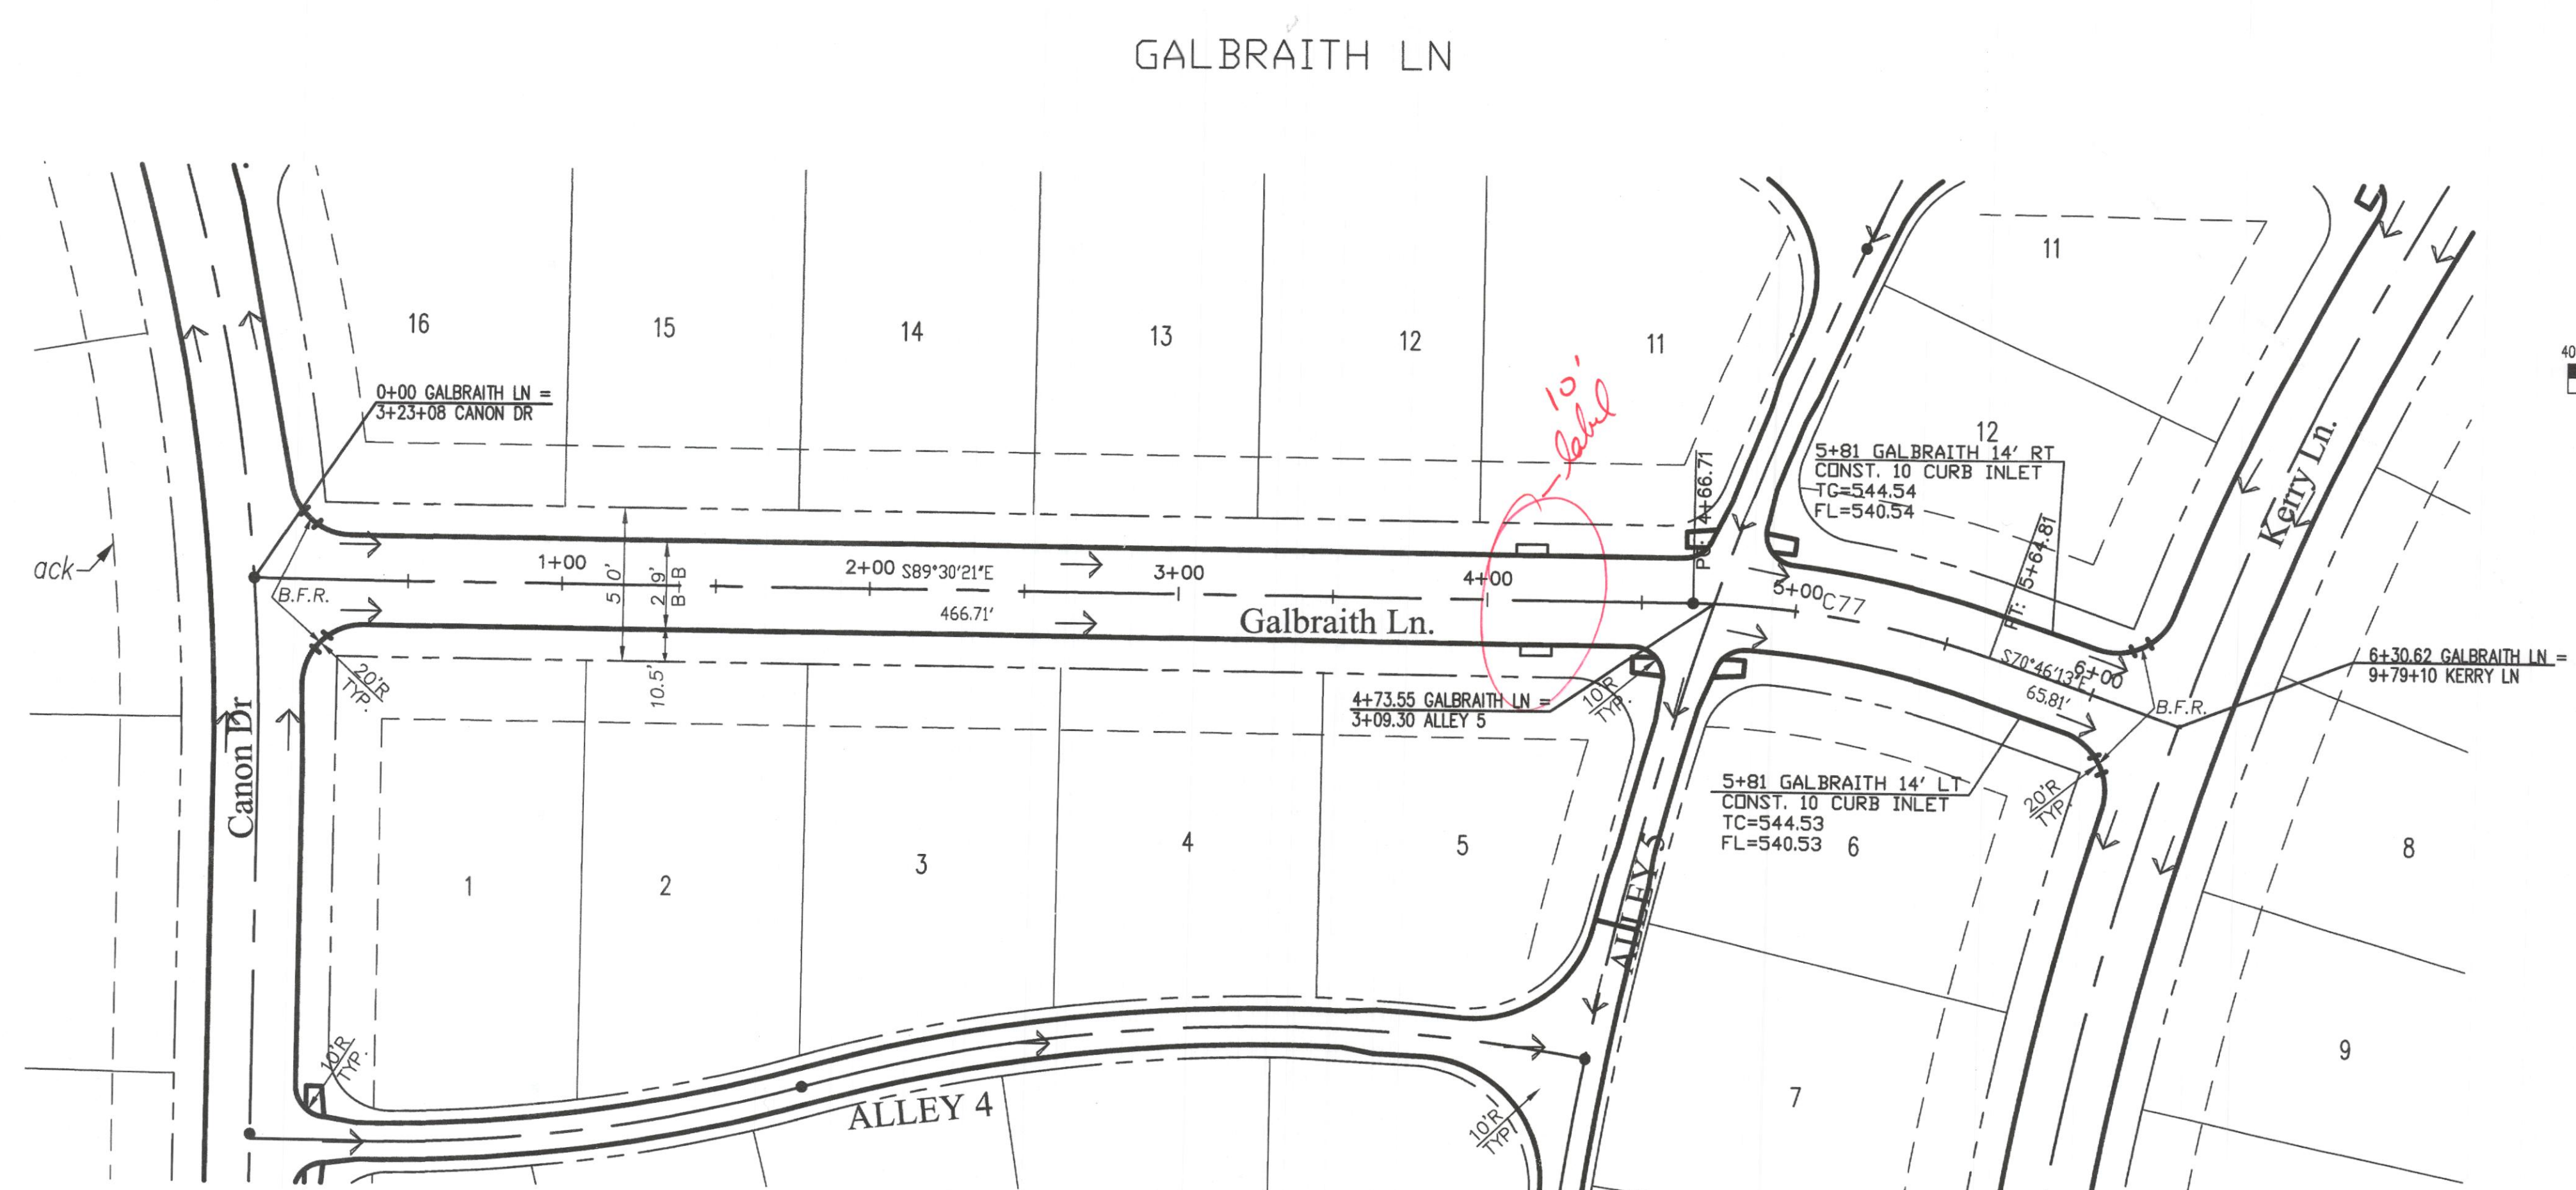 GALBRAITH LN
16
15
14
13
12
11
11
12
40
0+00 GALBRAITH LN =
3+23+08 CANON DR
10'
label
5+81 GALBRAITH 14' RT
CONST. 10 CURB INLET
TC=544.54
FL=540.54
Kerry Ln.
PC: 4+66.71
PT: 5+64.81
ack
B.F.R.
1+00
5 0'
2 9'
B-B
2+00
S89°30'21"E
466.71'
3+00
4+00
Galbraith Ln.
5+00
C77
S70°46'13"E
65.81'
6+00
6+30.62 GALBRAITH LN =
9+79+10 KERRY LN
B.F.R.
20'R
TYP.
10.5'
4+73.55 GALBRAITH LN =
3+09.30 ALLEY 5
10'R
TYP.
Canon Dr
5+81 GALBRAITH 14' LT
CONST. 10 CURB INLET
TC=544.53
FL=540.53
20'R
TYP.
1
2
3
4
5
6
8
ALLEY 5
7
9
10'R
TYP.
ALLEY 4
10'R
TYP.